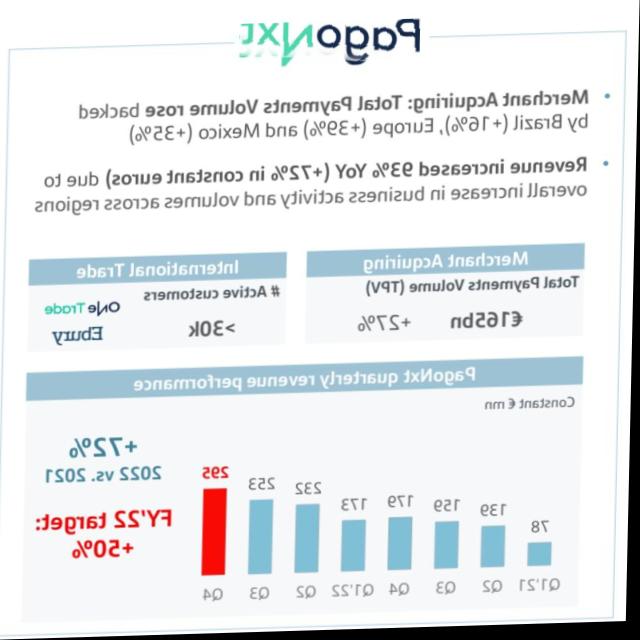 PagoNxt
• Merchant Acquiring: Total Payments Volume rose backed
by Brazil (+16%), Europe (+39%) and Mexico (+35%)
• Revenue increased 93% YoY (+72% in constant euros) due to
overall increase in business activity and volumes across regions
Merchant Acquiring
Total Payments Volume (TPV)
€165bn +27%
International Trade
# Active customers
>30k
One Trade
Ebury
PagoNxt quarterly revenue performance
Constant € mn
78 139 159 179 173 232 253 295
Q1'21 Q2 Q3 Q4 Q1'22 Q2 Q3 Q4
+72%
2022 vs. 2021
FY'22 target:
+50%